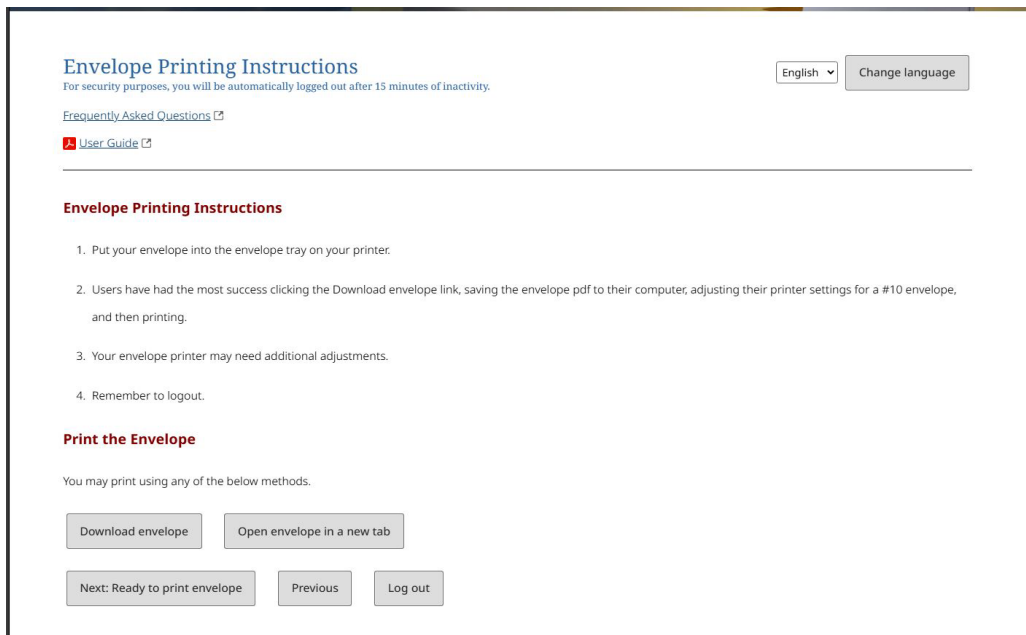 Envelope Printing Instructions
For security purposes, you will be automatically logged out after 15 minutes of inactivity.
English
Change language
Frequently Asked Questions
User Guide
Envelope Printing Instructions
1. Put your envelope into the envelope tray on your printer.
2. Users have had the most success clicking the Download envelope link, saving the envelope pdf to their computer, adjusting their printer settings for a #10 envelope,
and then printing.
3. Your envelope printer may need additional adjustments.
4. Remember to logout.
Print the Envelope
You may print using any of the below methods.
Download envelope
Open envelope in a new tab
Next: Ready to print envelope
Previous
Log out